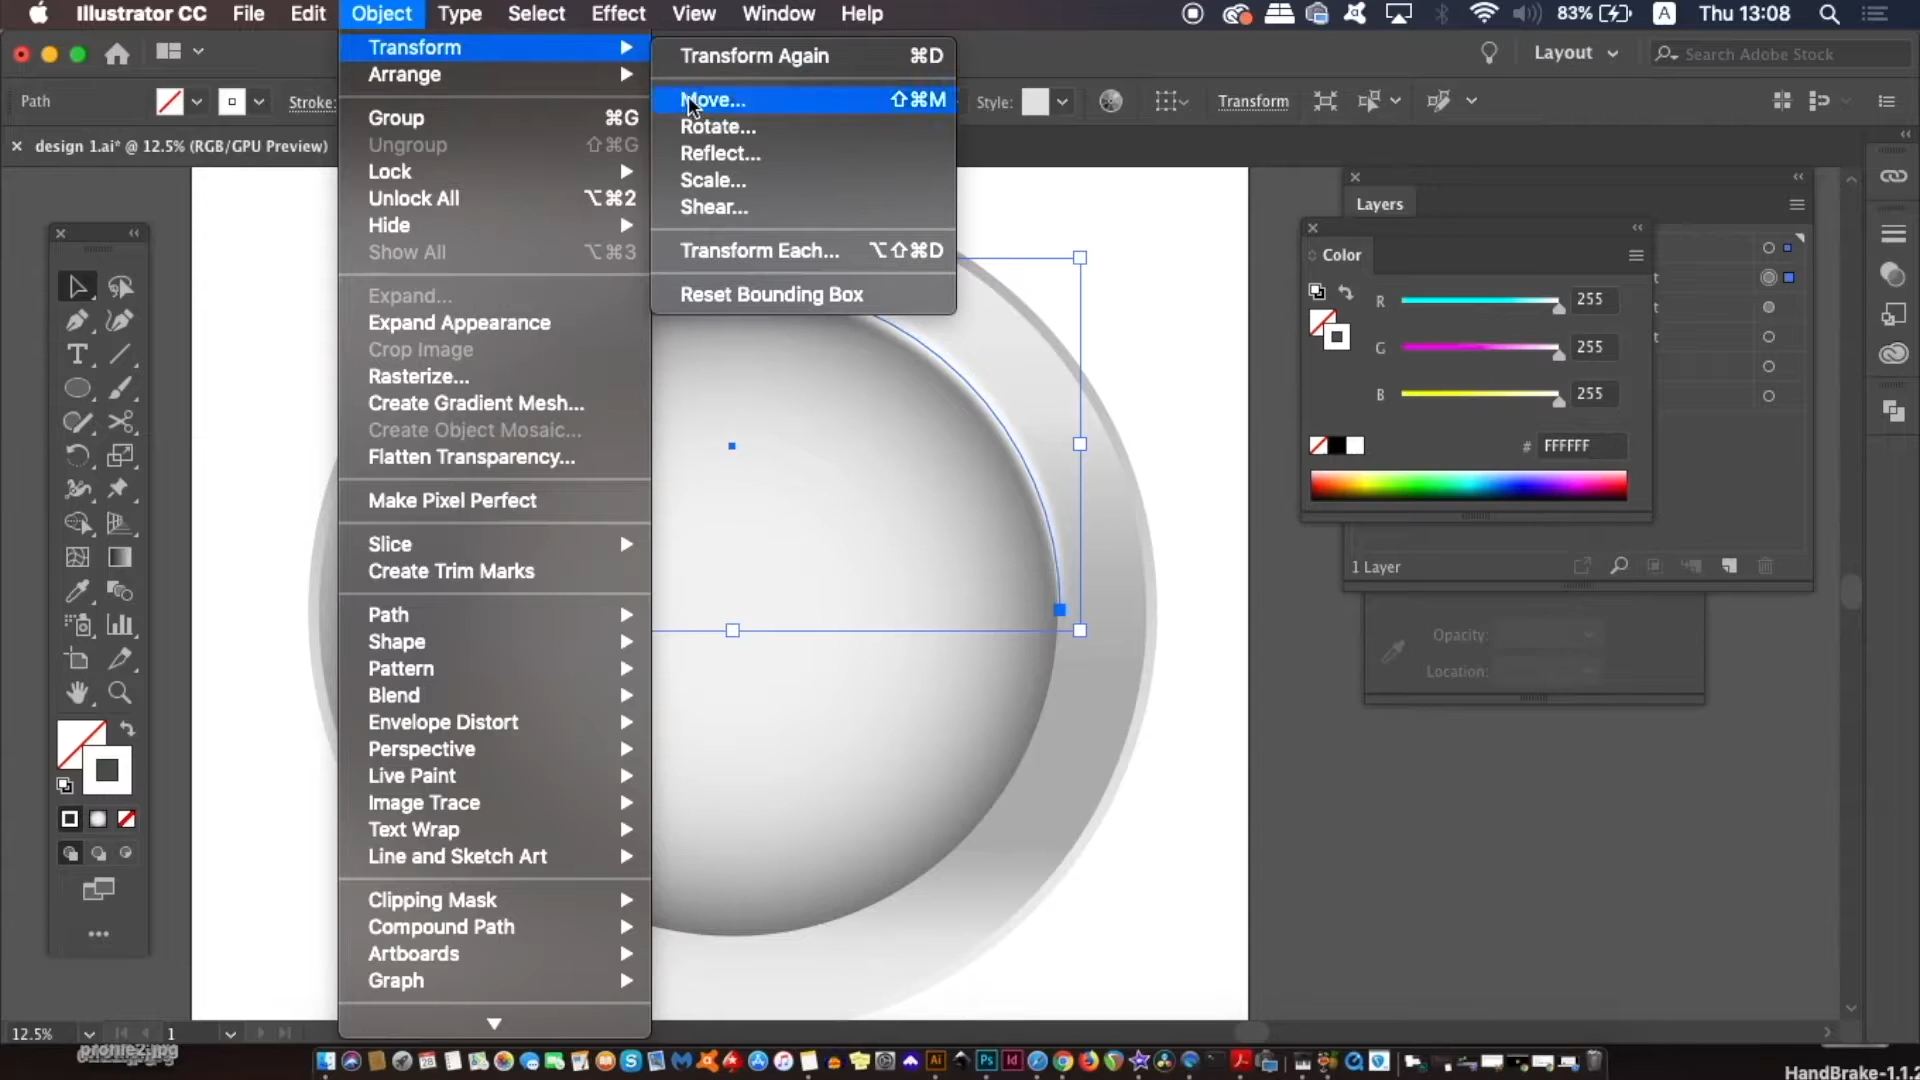 Illustrator CC File Edit Object Type Select Effect View Window Help 83% A Thu 13:08
Layout Search Adobe Stock
Path Stroke: Style: Transform
design 1.ai* @ 12.5% (RGB/GPU Preview)
Transform
Arrange
Group ⌘G
Ungroup ⇧⌘G
Lock
Unlock All ⌥⌘2
Hide
Show All ⌥⌘3
Expand...
Expand Appearance
Crop Image
Rasterize...
Create Gradient Mesh...
Create Object Mosaic...
Flatten Transparency...
Make Pixel Perfect
Slice
Create Trim Marks
Path
Shape
Pattern
Blend
Envelope Distort
Perspective
Live Paint
Image Trace
Text Wrap
Line and Sketch Art
Clipping Mask
Compound Path
Artboards
Graph
Transform Again ⌘D
Move... ⇧⌘M
Rotate...
Reflect...
Scale...
Shear...
Transform Each... ⌥⇧⌘D
Reset Bounding Box
Layers
Color
R 255
G 255
B 255
# FFFFFF
1 Layer
Opacity:
Location:
12.5% 1
profile2.jpg
Ai Ps Id
HandBrake-1.1.2